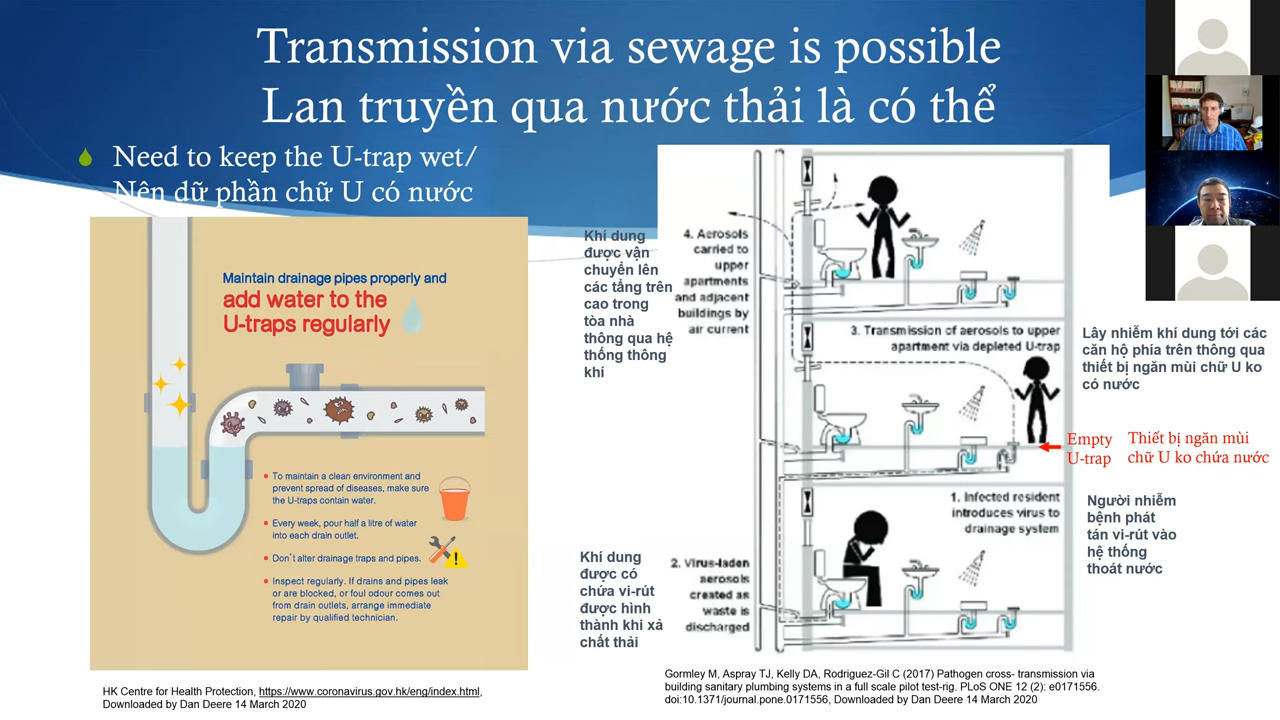 Transmission via sewage is possible
Lan truyền qua nước thải là có thể
Need to keep the U-trap wet/
Nên dữ phần chữ U có nước
Maintain drainage pipes properly and
add water to the
U-traps regularly
To maintain a clean environment and
prevent spread of diseases, make sure
the U-traps contain water.
Every week, pour half a litre of water
into each drain outlet.
Don't alter drainage traps and pipes.
Inspect regularly. If drains and pipes leak
or are blocked, or foul odour comes out
from drain outlets, arrange immediate
repair by qualified technician.
HK Centre for Health Protection, https://www.coronavirus.gov.hk/eng/index.html,
Downloaded by Dan Deere 14 March 2020
Khí dung
được vận
chuyển lên
các tầng trên
cao trong
tòa nhà
thông qua hệ
thống thông
khí
4. Aerosols
carried to
upper
apartments
and adjacent
buildings by
air current
3. Transmission of aerosols to upper
apartment via depleted U-trap
Lây nhiễm khí dung tới các
căn hộ phía trên thông qua
thiết bị ngăn mùi chữ U ko
có nước
Empty
U-trap
Thiết bị ngăn mùi
chữ U ko chứa nước
1. Infected resident
introduces virus to
drainage system
Người nhiễm
bệnh phát
tán vi-rút vào
hệ thống
thoát nước
Khí dung
được có
chứa vi-rút
được hình
thành khi xả
chất thải
2. Virus-laden
aerosols
created as
waste is
discharged
Gormley M, Aspray TJ, Kelly DA, Rodriguez-Gil C (2017) Pathogen cross- transmission via
building sanitary plumbing systems in a full scale pilot test-rig. PLoS ONE 12 (2): e0171556.
doi:10.1371/journal.pone.0171556, Downloaded by Dan Deere 14 March 2020